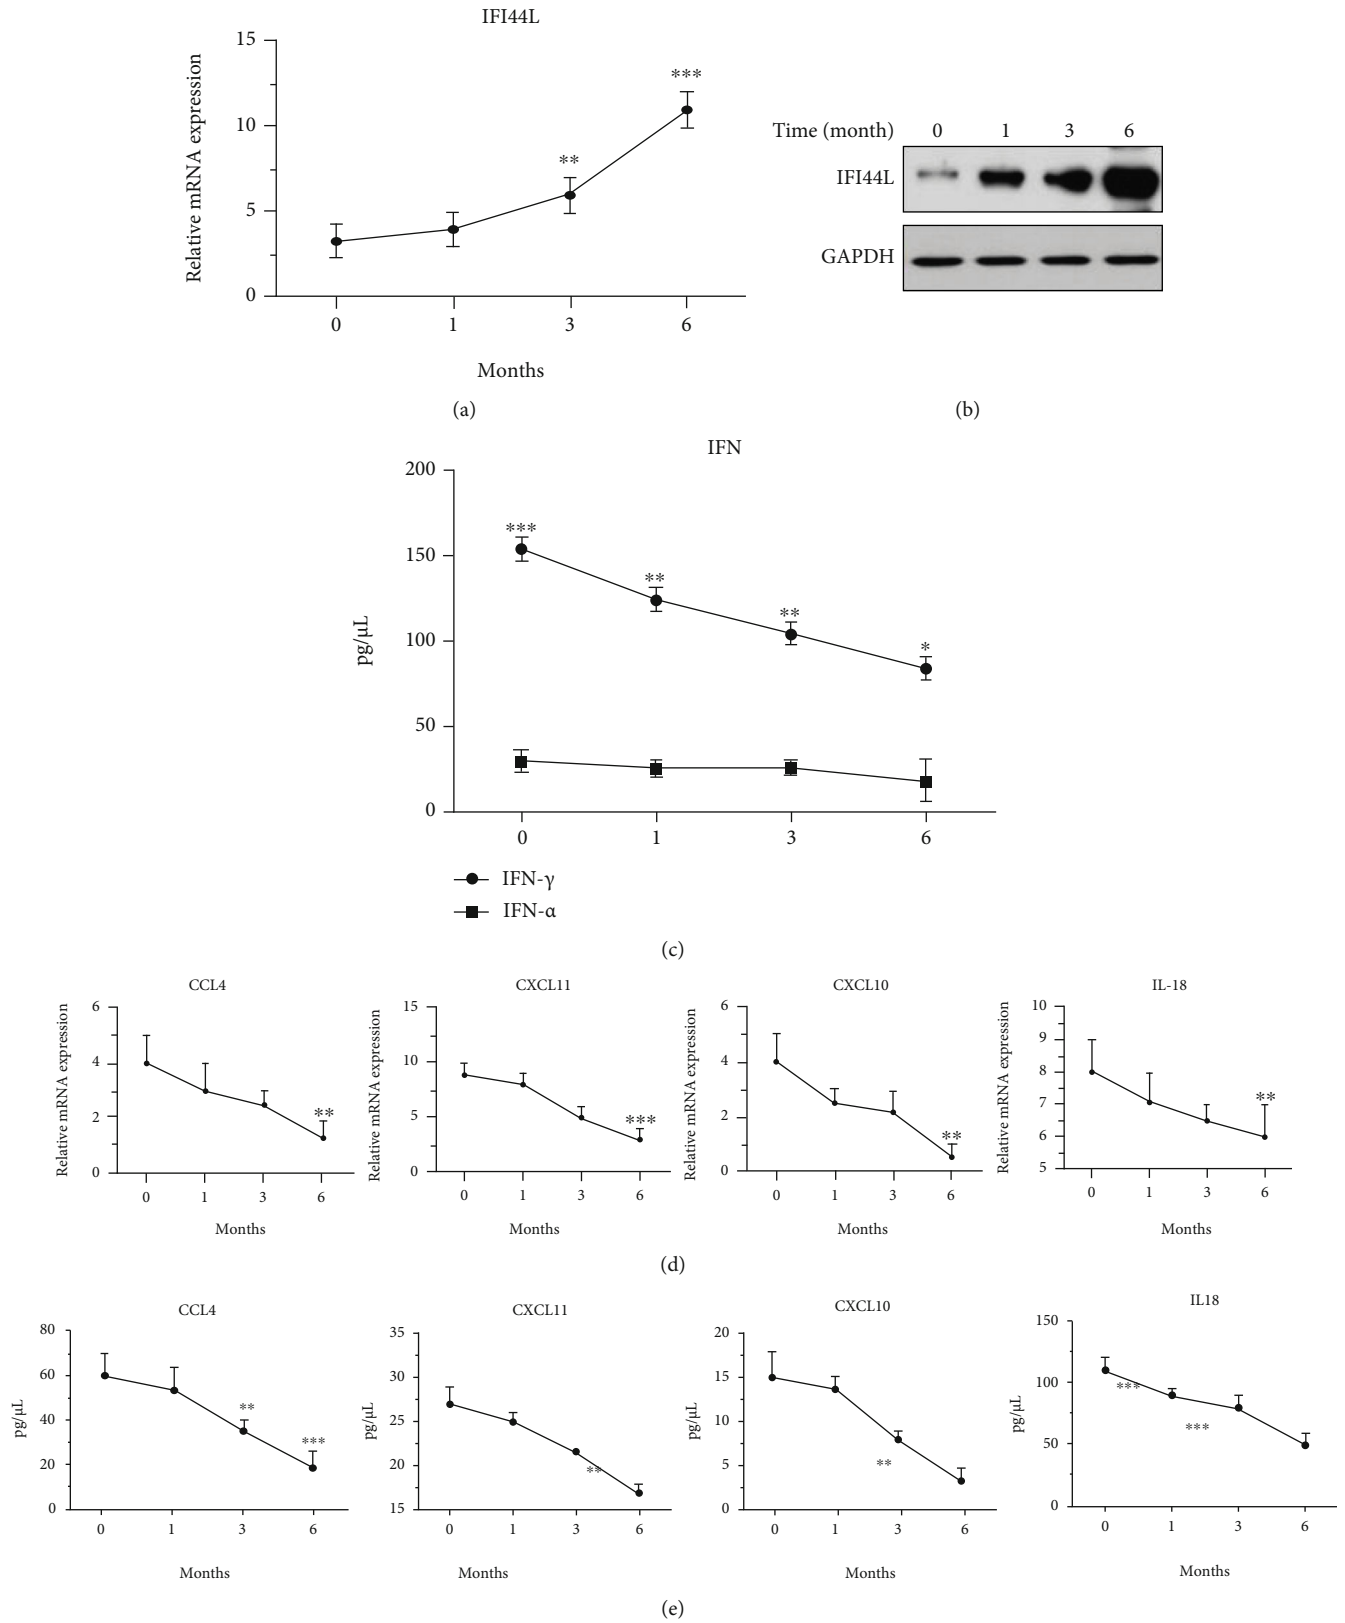 IFI44L
Relative mRNA expression
15
10
5
0
**
***
0 1 3 6
Months
(a)
Time (month) 0 1 3 6
IFI44L
GAPDH
(b)
IFN
pg/μL
200
150
100
50
0
***
**
**
*
0 1 3 6
IFN-γ
IFN-α
(c)
CCL4
Relative mRNA expression
6
4
2
0
**
0 1 3 6
Months
CXCL11
Relative mRNA expression
15
10
5
0
***
0 1 3 6
Months
CXCL10
Relative mRNA expression
6
4
2
0
**
0 1 3 6
Months
IL-18
Relative mRNA expression
10
9
8
7
6
5
**
0 1 3 6
Months
(d)
CCL4
pg/μL
80
60
40
20
0
**
***
0 1 3 6
Months
CXCL11
pg/μL
35
30
25
20
15
**
0 1 3 6
Months
CXCL10
pg/μL
20
15
10
5
0
**
0 1 3 6
Months
IL18
pg/μL
150
100
50
0
***
***
0 1 3 6
Months
(e)